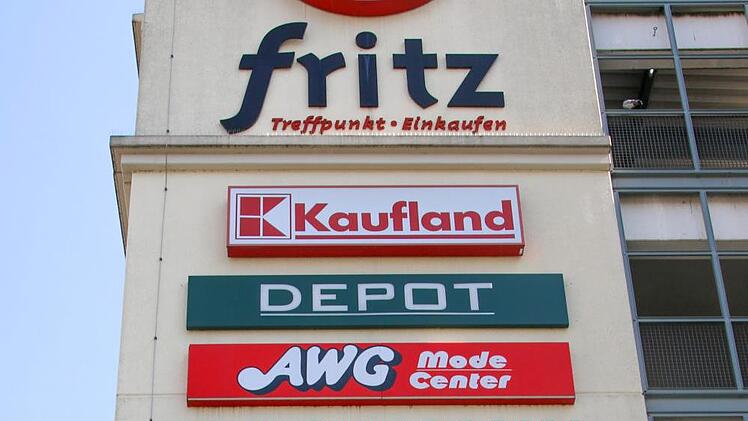 fritz
Treffpunkt • Einkaufen
K Kaufland
DEPOT
AWG Mode
Center